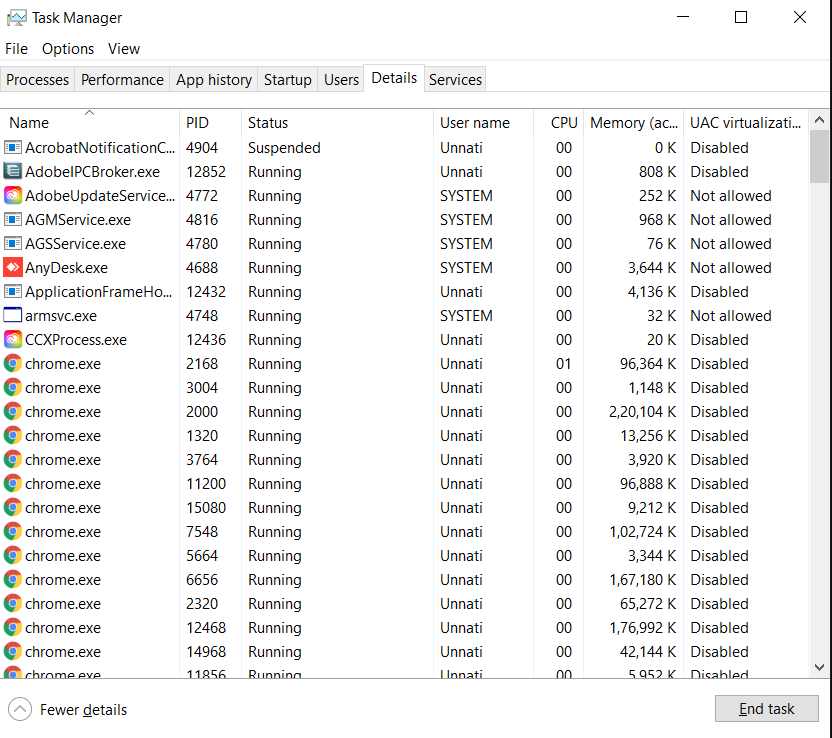 Task Manager
File Options View
Processes Performance App history Startup Users Details Services
Name PID Status User name CPU Memory (ac... UAC virtualizati...
AcrobatNotificationC... 4904 Suspended Unnati 00 0 K Disabled
AdobeIPCBroker.exe 12852 Running Unnati 00 808 K Disabled
AdobeUpdateService... 4772 Running SYSTEM 00 252 K Not allowed
AGMService.exe 4816 Running SYSTEM 00 968 K Not allowed
AGSService.exe 4780 Running SYSTEM 00 76 K Not allowed
AnyDesk.exe 4688 Running SYSTEM 00 3,644 K Not allowed
ApplicationFrameHo... 12432 Running Unnati 00 4,136 K Disabled
armsvc.exe 4748 Running SYSTEM 00 32 K Not allowed
CCXProcess.exe 12436 Running Unnati 00 20 K Disabled
chrome.exe 2168 Running Unnati 01 96,364 K Disabled
chrome.exe 3004 Running Unnati 00 1,148 K Disabled
chrome.exe 2000 Running Unnati 00 2,20,104 K Disabled
chrome.exe 1320 Running Unnati 00 13,256 K Disabled
chrome.exe 3764 Running Unnati 00 3,920 K Disabled
chrome.exe 11200 Running Unnati 00 96,888 K Disabled
chrome.exe 15080 Running Unnati 00 9,212 K Disabled
chrome.exe 7548 Running Unnati 00 1,02,724 K Disabled
chrome.exe 5664 Running Unnati 00 3,344 K Disabled
chrome.exe 6656 Running Unnati 00 1,67,180 K Disabled
chrome.exe 2320 Running Unnati 00 65,272 K Disabled
chrome.exe 12468 Running Unnati 00 1,76,992 K Disabled
chrome.exe 14968 Running Unnati 00 42,144 K Disabled
chrome.exe 11856 Running Unnati 00 5,952 K Disabled
Fewer details End task